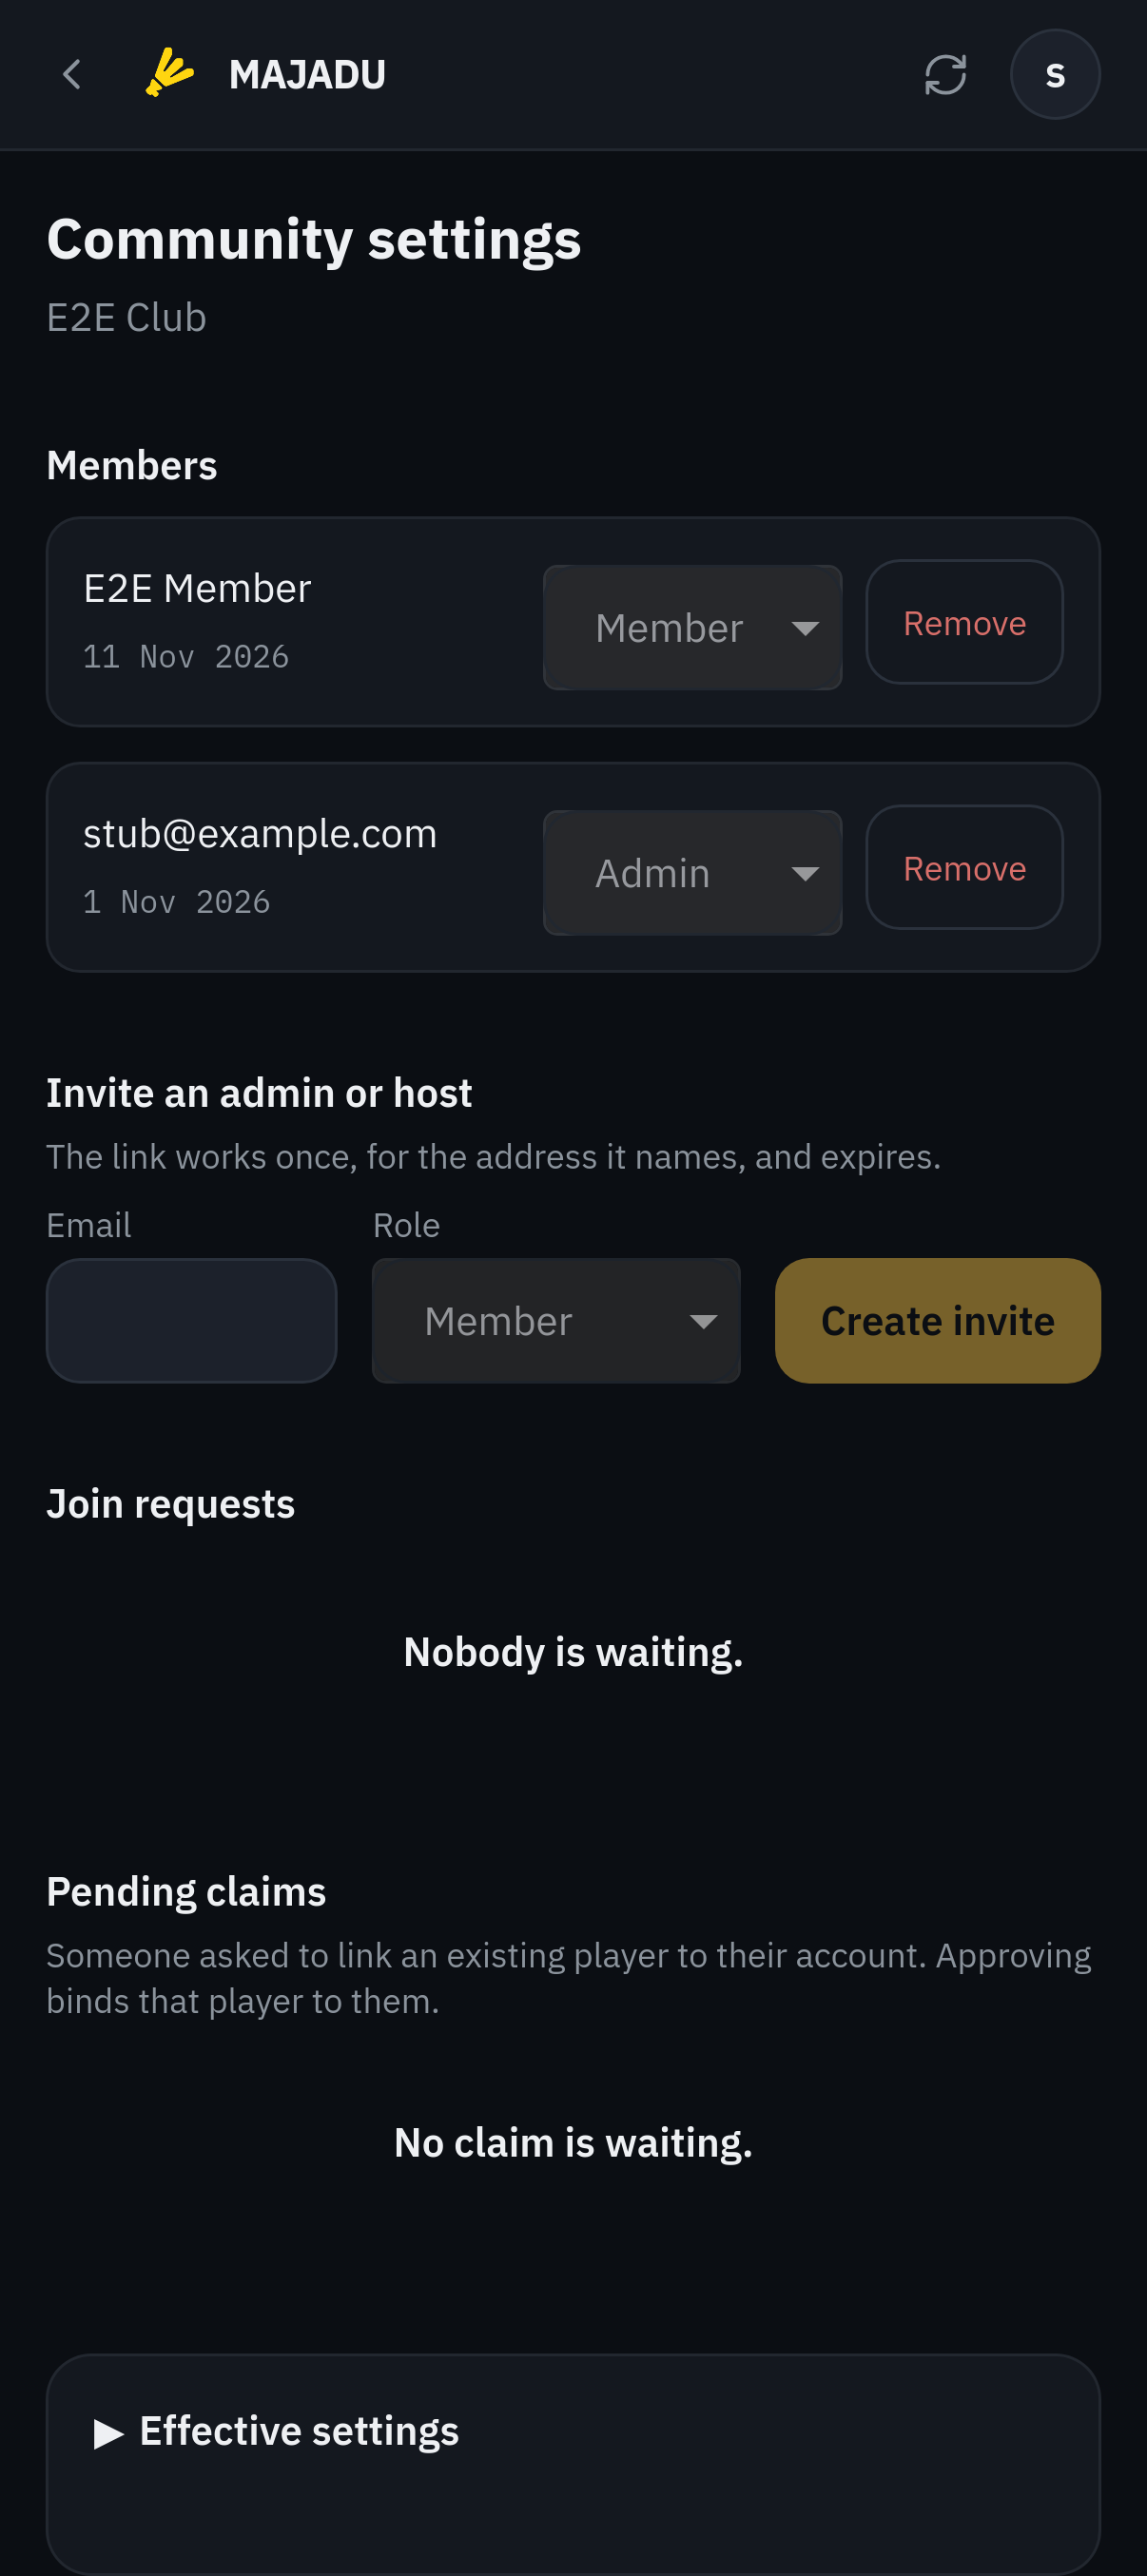 MAJADU
S
Community settings
E2E Club
Members
E2E Member
11 Nov 2026
Member
Remove
stub@example.com
1 Nov 2026
Admin
Remove
Invite an admin or host
The link works once, for the address it names, and expires.
Email
Role
Member
Create invite
Join requests
Nobody is waiting.
Pending claims
Someone asked to link an existing player to their account. Approving
binds that player to them.
No claim is waiting.
Effective settings